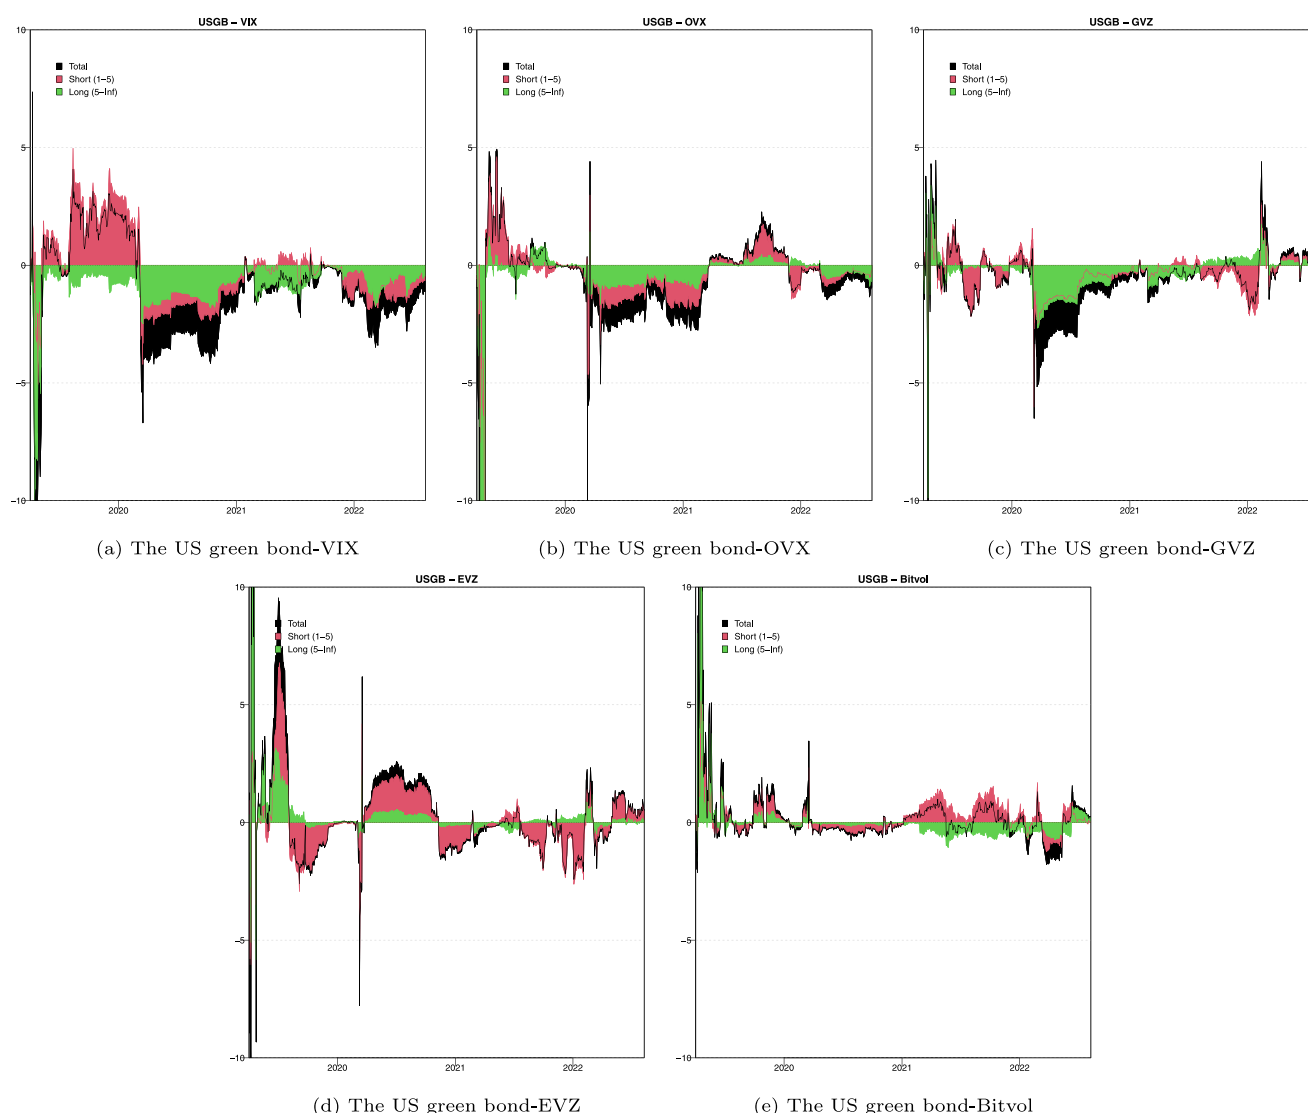 USGB – VIX
10
Total
Short (1–5)
Long (5–Inf)
5
0
−5
−10
2020
2021
2022
(a) The US green bond-VIX
USGB – OVX
10
Total
Short (1–5)
Long (5–Inf)
5
0
−5
−10
2020
2021
2022
(b) The US green bond-OVX
USGB – GVZ
10
Total
Short (1–5)
Long (5–Inf)
5
0
−5
−10
2020
2021
2022
(c) The US green bond-GVZ
USGB – EVZ
10
Total
Short (1–5)
Long (5–Inf)
5
0
−5
−10
2020
2021
2022
(d) The US green bond-EVZ
USGB – Bitvol
10
Total
Short (1–5)
Long (5–Inf)
5
0
−5
−10
2020
2021
2022
(e) The US green bond-Bitvol